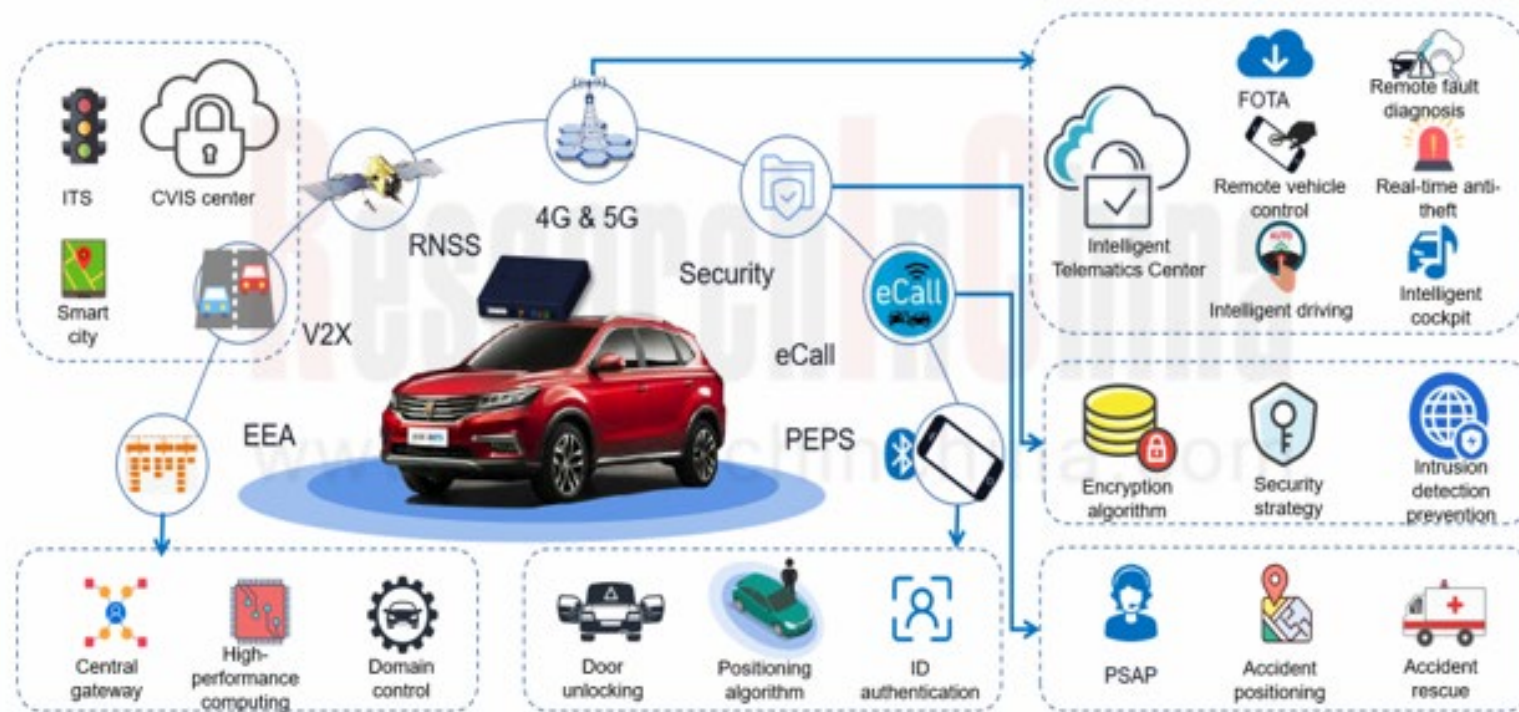 ITS
CVIS center
Smart
city
RNSS
4G & 5G
Security
V2X
eCall
eCall
EEA
PEPS
FOTA
Remote fault
diagnosis
Remote vehicle
control
Real-time anti-
theft
Intelligent
Telematics Center
AUTO
Intelligent driving
Intelligent
cockpit
Encryption
algorithm
Security
strategy
Intrusion
detection
prevention
Central
gateway
High-
performance
computing
Domain
control
Door
unlocking
Positioning
algorithm
ID
authentication
PSAP
Accident
positioning
Accident
rescue
ResearchInChina